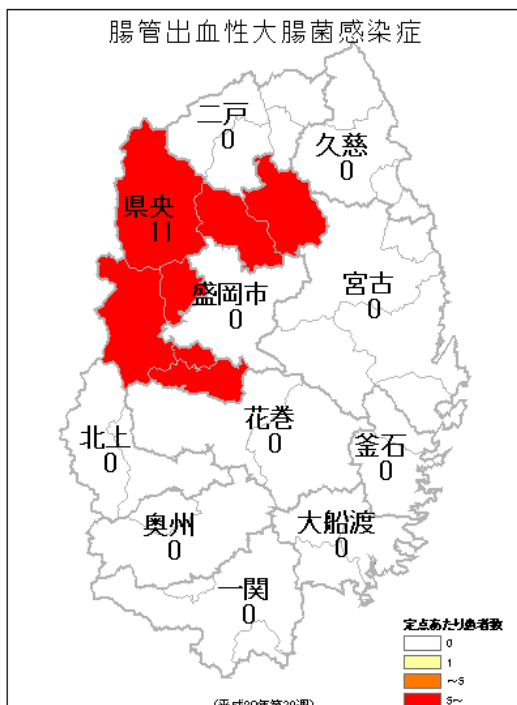 腸管出血性大腸菌感染症
二戸
0
久慈
0
県央
11
盛岡市
0
宮古
0
花巻
0
北上
0
釜石
0
奥州
0
大船渡
0
一関
0
定点あたり患者数
0
1
～5
5～